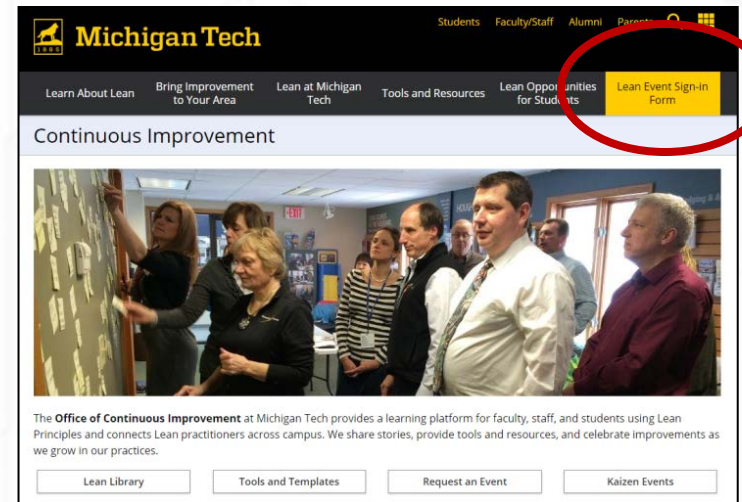 Students Faculty/Staff Alumni Parents
1885
Michigan Tech
Learn About Lean
Bring Improvement
to Your Area
Lean at Michigan
Tech
Tools and Resources
Lean Opportunities
for Students
Lean Event Sign-in
Form
Continuous Improvement
EXIT
The Office of Continuous Improvement at Michigan Tech provides a learning platform for faculty, staff, and students using Lean
Principles and connects Lean practitioners across campus. We share stories, provide tools and resources, and celebrate improvements as
we grow in our practices.
Lean Library
Tools and Templates
Request an Event
Kaizen Events